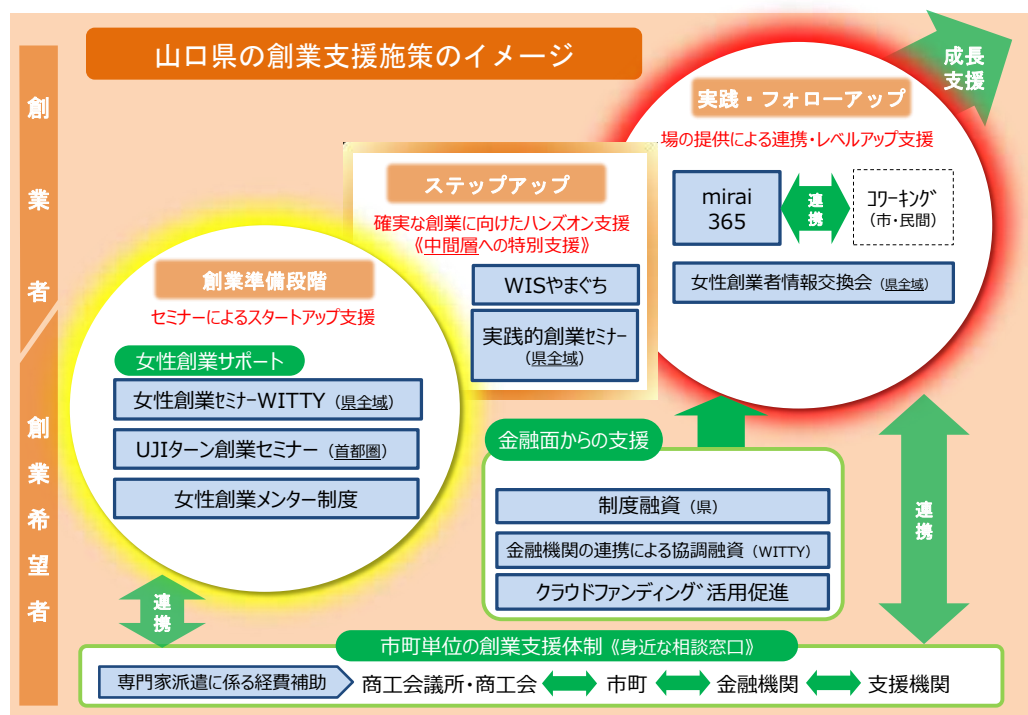 山口県の創業支援施策のイメージ
創業者
創業希望者
成長
支援
実践・フォローアップ
場の提供による連携・レベルアップ支援
mirai
365
連携
コワーキング
(市・民間)
女性創業者情報交換会 (県全域)
ステップアップ
確実な創業に向けたハンズオン支援
《中間層への特別支援》
WISやまぐち
実践的創業セミナー
(県全域)
創業準備段階
セミナーによるスタートアップ支援
女性創業サポート
女性創業セミナーWITTY (県全域)
UJIターン創業セミナー (首都圏)
女性創業メンター制度
金融面からの支援
制度融資 (県)
金融機関の連携による協調融資 (WITTY)
クラウドファンディング活用促進
連携
連携
市町単位の創業支援体制《身近な相談窓口》
専門家派遣に係る経費補助 商工会議所・商工会 市町 金融機関 支援機関